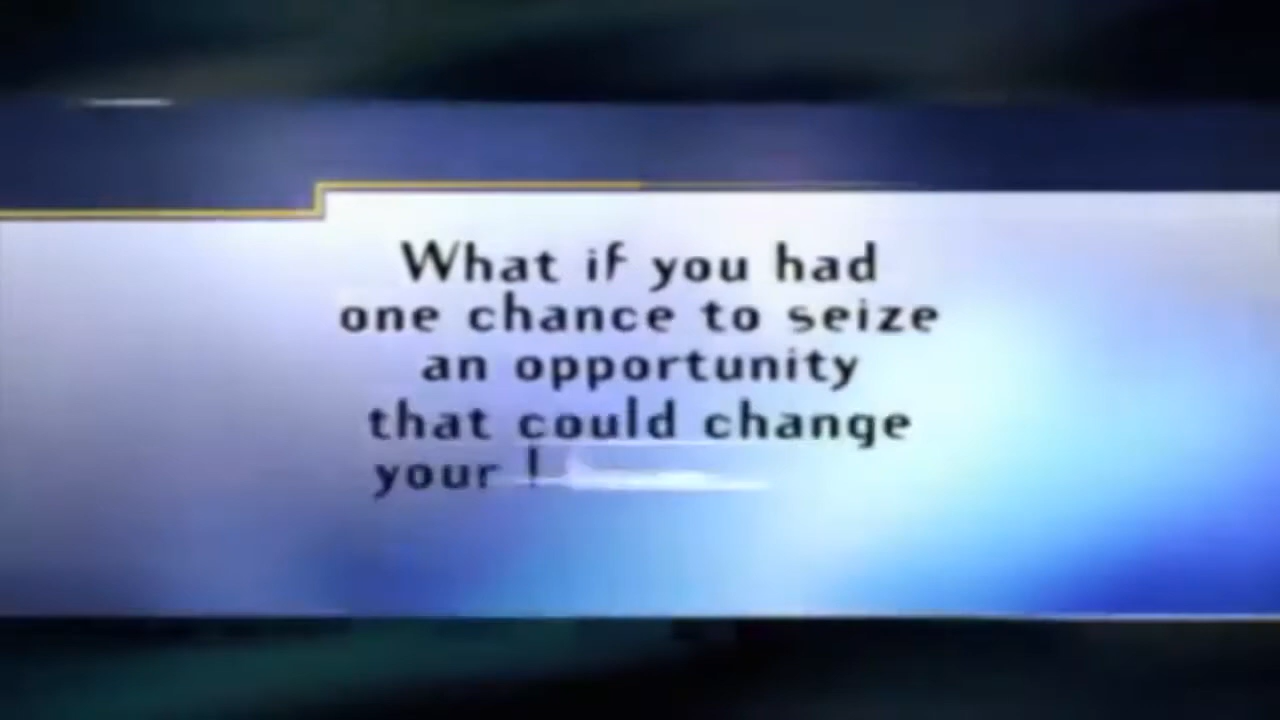 What if you had
one chance to seize
an opportunity
that could change
your